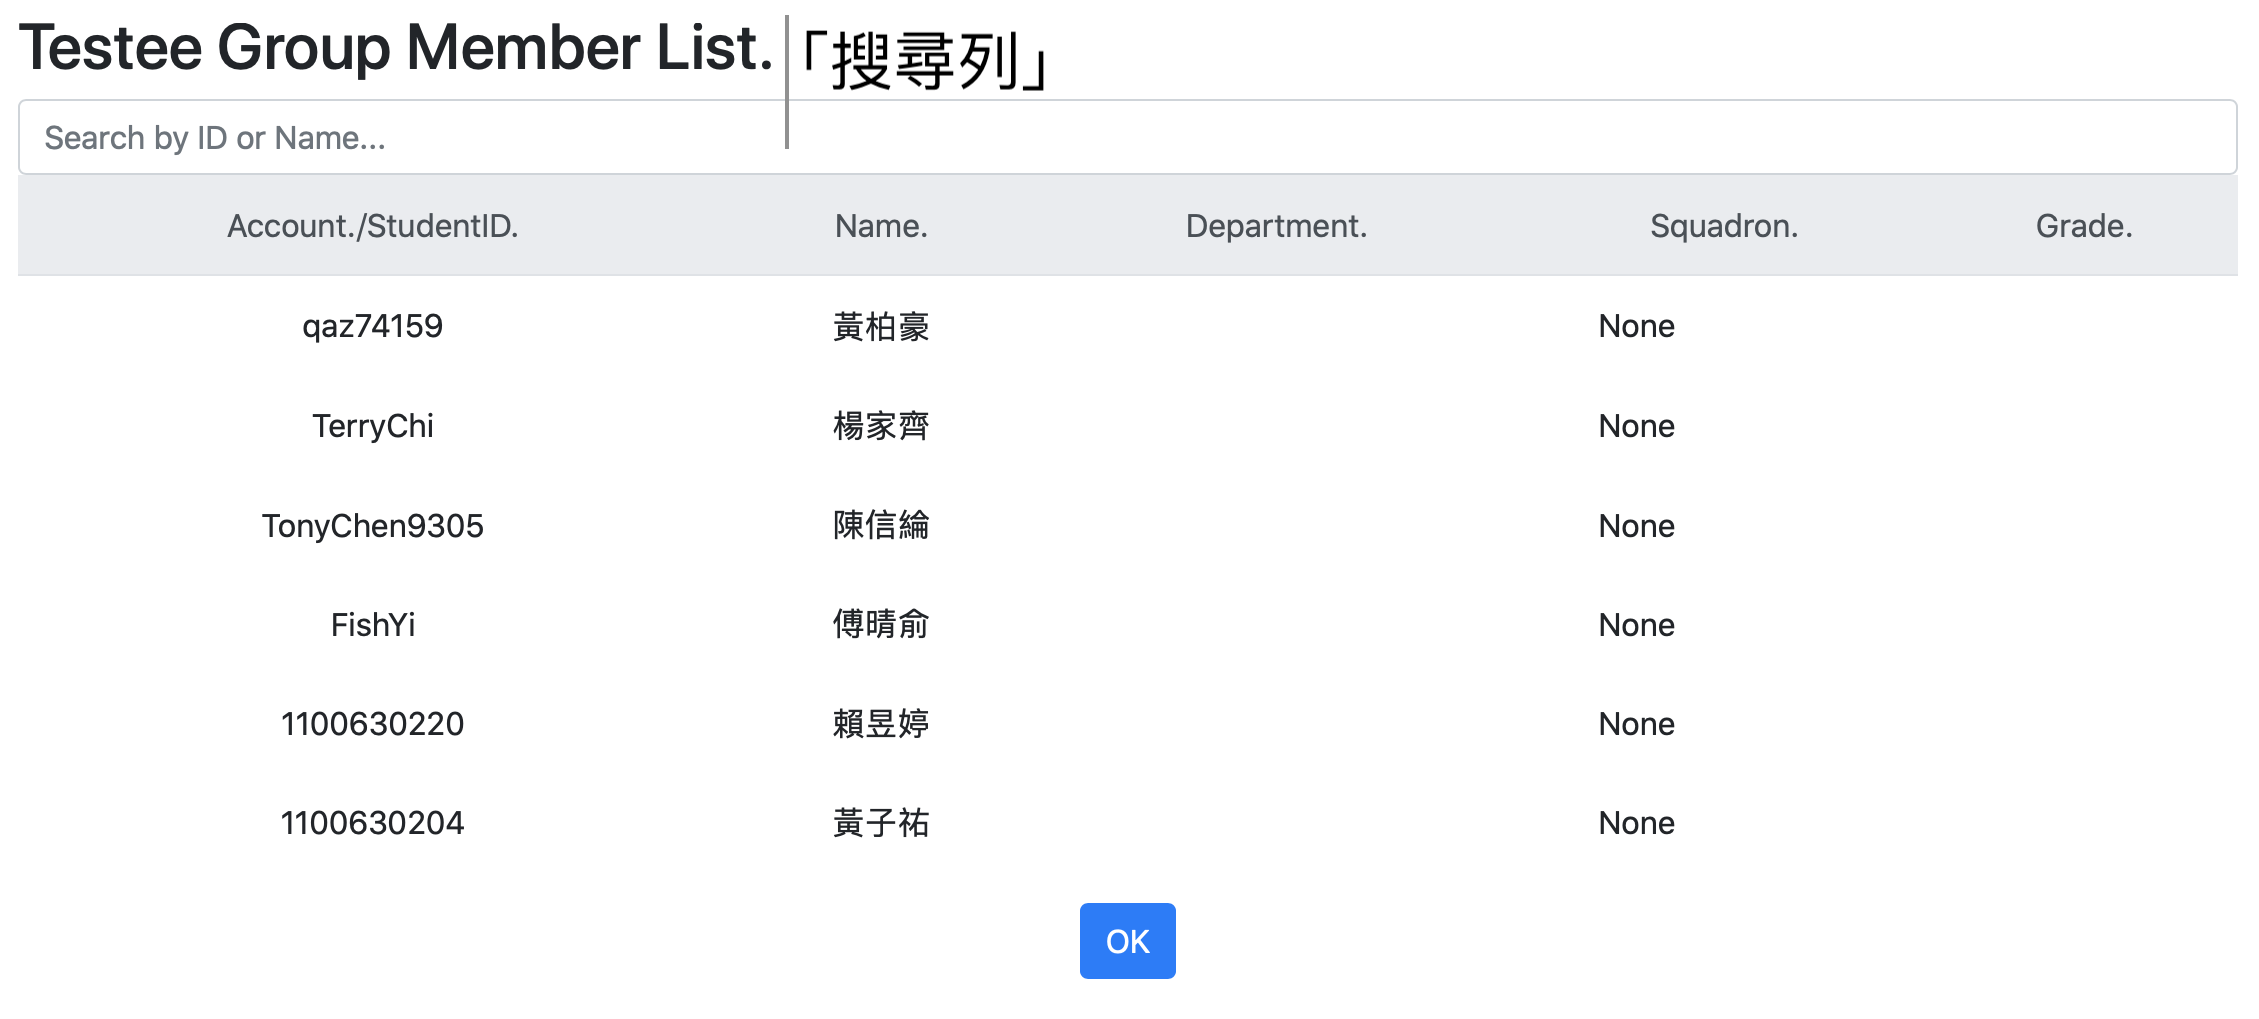 Testee Group Member List.「搜尋列」
Search by ID or Name...
Account./StudentID. Name. Department. Squadron. Grade.
qaz74159 黃柏豪 None
TerryChi 楊家齊 None
TonyChen9305 陳信綸 None
FishYi 傅晴俞 None
1100630220 賴昱婷 None
1100630204 黃子祐 None
OK